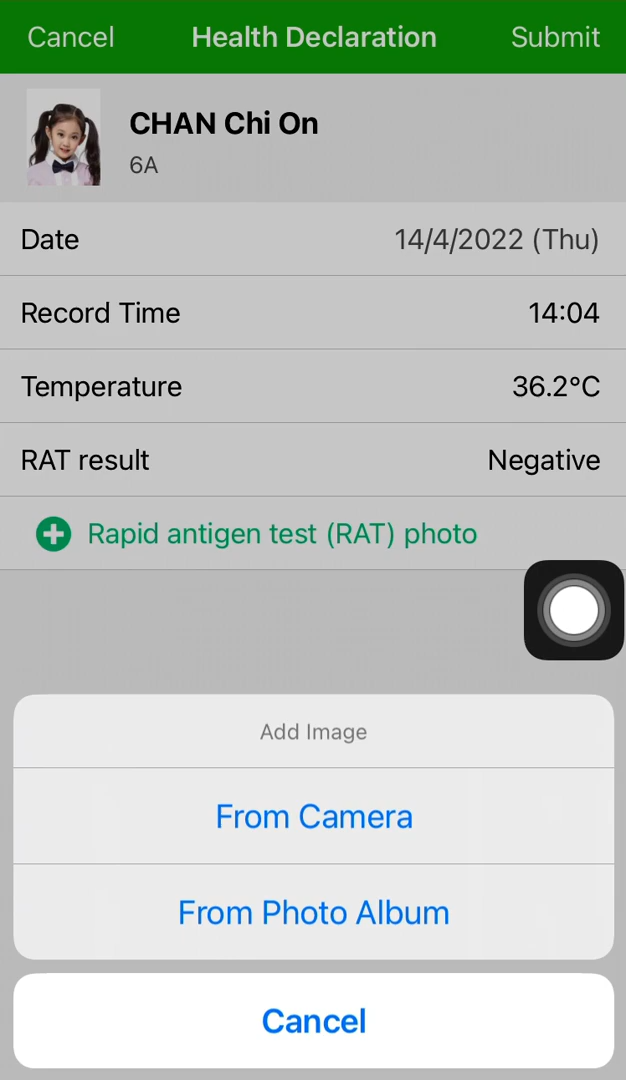 Cancel Health Declaration Submit
CHAN Chi On
6A
Date 14/4/2022 (Thu)
Record Time 14:04
Temperature 36.2°C
RAT result Negative
Rapid antigen test (RAT) photo
Add Image
From Camera
From Photo Album
Cancel